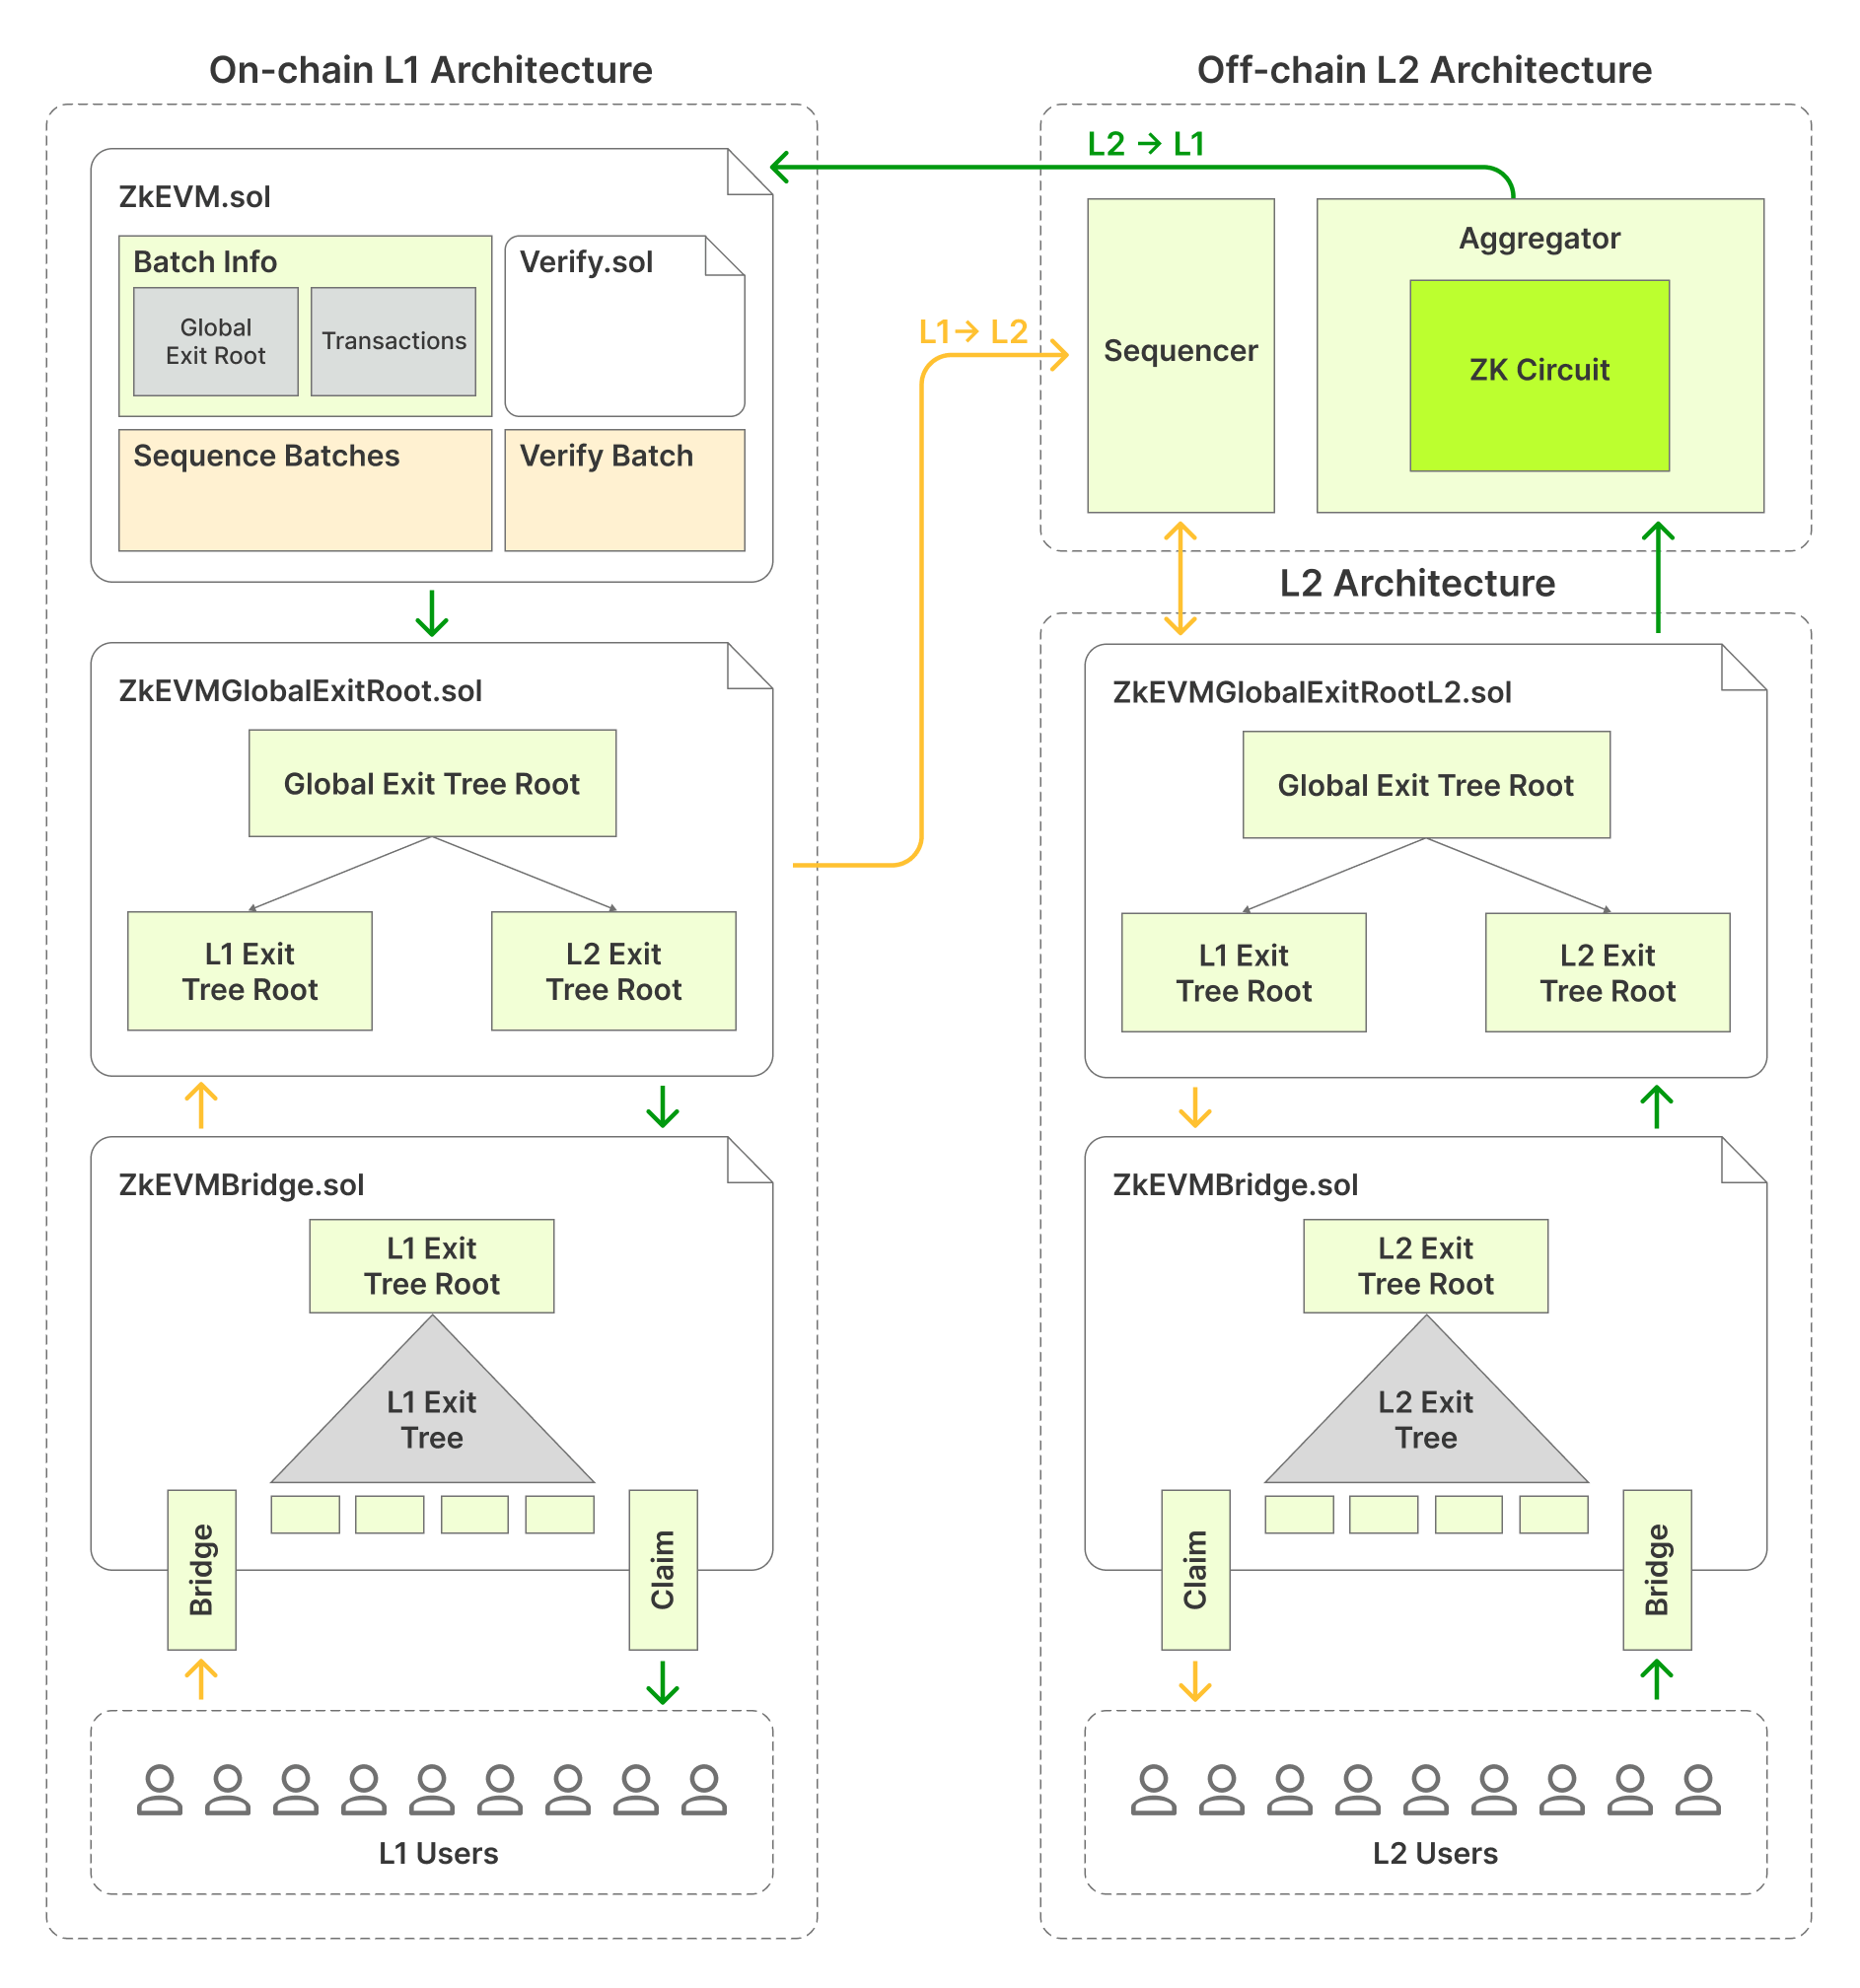 On-chain L1 Architecture
ZkEVM.sol
Batch Info
Global
Exit Root
Transactions
Verify.sol
Sequence Batches
Verify Batch
ZkEVMGlobalExitRoot.sol
Global Exit Tree Root
L1 Exit
Tree Root
L2 Exit
Tree Root
ZkEVMBridge.sol
L1 Exit
Tree Root
L1 Exit
Tree
Bridge
Claim
L1 Users
L1→ L2
Off-chain L2 Architecture
L2 → L1
Sequencer
Aggregator
ZK Circuit
L2 Architecture
ZkEVMGlobalExitRootL2.sol
Global Exit Tree Root
L1 Exit
Tree Root
L2 Exit
Tree Root
ZkEVMBridge.sol
L2 Exit
Tree Root
L2 Exit
Tree
Claim
Bridge
L2 Users